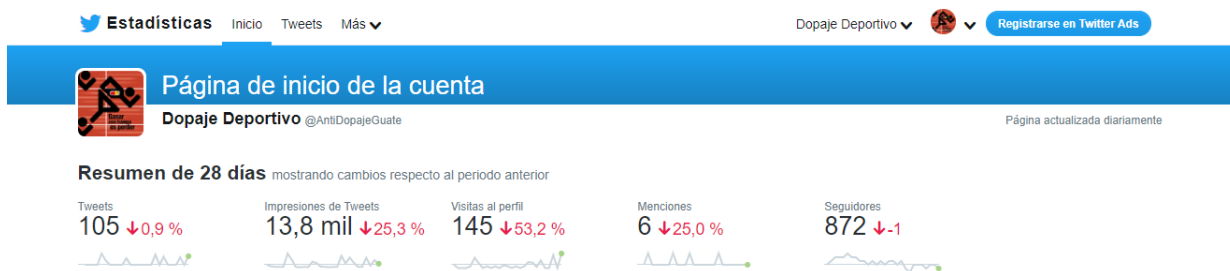 Estadísticas Inicio Tweets Más Dopaje Deportivo Registrarse en Twitter Ads
Página de inicio de la cuenta
Dopaje Deportivo @AntiDopajeGuate Página actualizada diariamente
Resumen de 28 días mostrando cambios respecto al periodo anterior
Tweets Impresiones de Tweets Visitas al perfil Menciones Seguidores
105 ↓0,9 % 13,8 mil ↓25,3 % 145 ↓53,2 % 6 ↓25,0 % 872 ↓-1